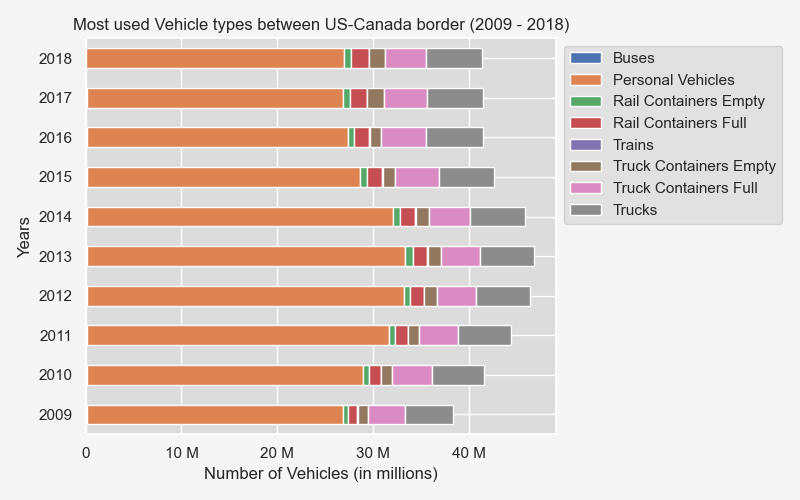 Most used Vehicle types between US-Canada border (2009 - 2018)
Buses
Personal Vehicles
Rail Containers Empty
Rail Containers Full
Trains
Truck Containers Empty
Truck Containers Full
Trucks
Years
2018
2017
2016
2015
2014
2013
2012
2011
2010
2009
0 10 M 20 M 30 M 40 M
Number of Vehicles (in millions)